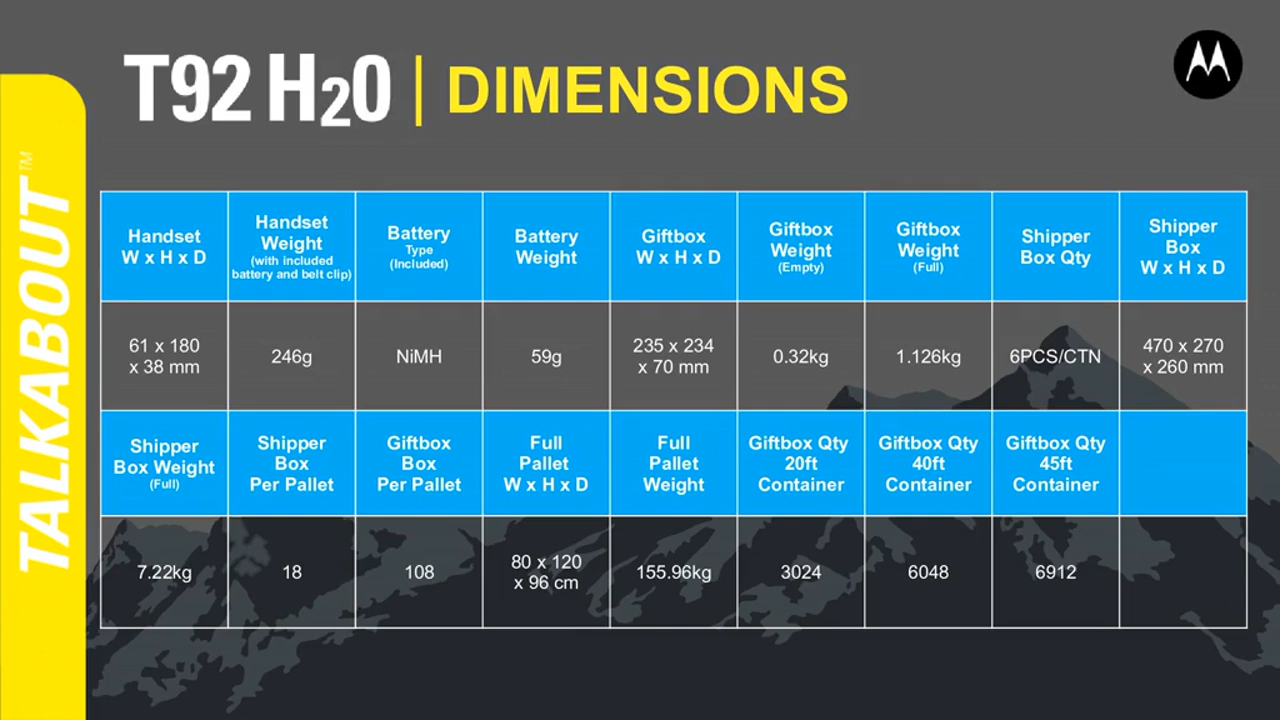 T92 H20 | DIMENSIONS
TALKABOUT™
Handset
W x H x D
Handset
Weight
(with included
battery and belt clip)
Battery
Type
(Included)
Battery
Weight
Giftbox
W x H x D
Giftbox
Weight
(Empty)
Giftbox
Weight
(Full)
Shipper
Box Qty
Shipper
Box
W x H x D
61 x 180
x 38 mm
246g
NiMH
59g
235 x 234
x 70 mm
0.32kg
1.126kg
6PCS/CTN
470 x 270
x 260 mm
Shipper
Box Weight
(Full)
Shipper
Box
Per Pallet
Giftbox
Box
Per Pallet
Full
Pallet
W x H x D
Full
Pallet
Weight
Giftbox Qty
20ft
Container
Giftbox Qty
40ft
Container
Giftbox Qty
45ft
Container
7.22kg
18
108
80 x 120
x 96 cm
155.96kg
3024
6048
6912